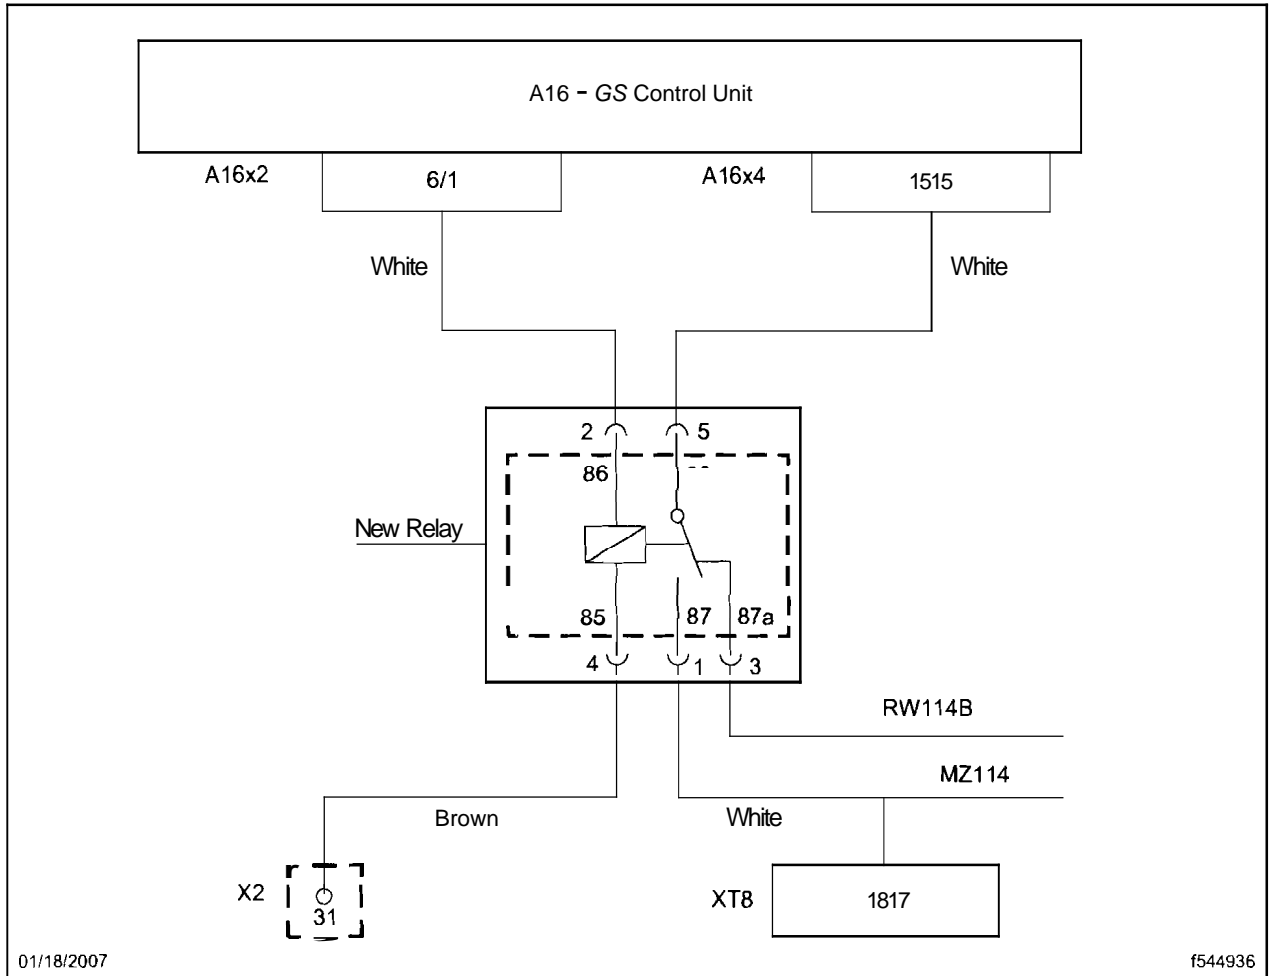 A16 - GS Control Unit
A16x2
6/1
A16x4
1515
White
White
2
5
86
New Relay
85
87
87a
4
1
3
RW114B
MZ114
Brown
White
X2
31
XT8
1817
01/18/2007
f544936